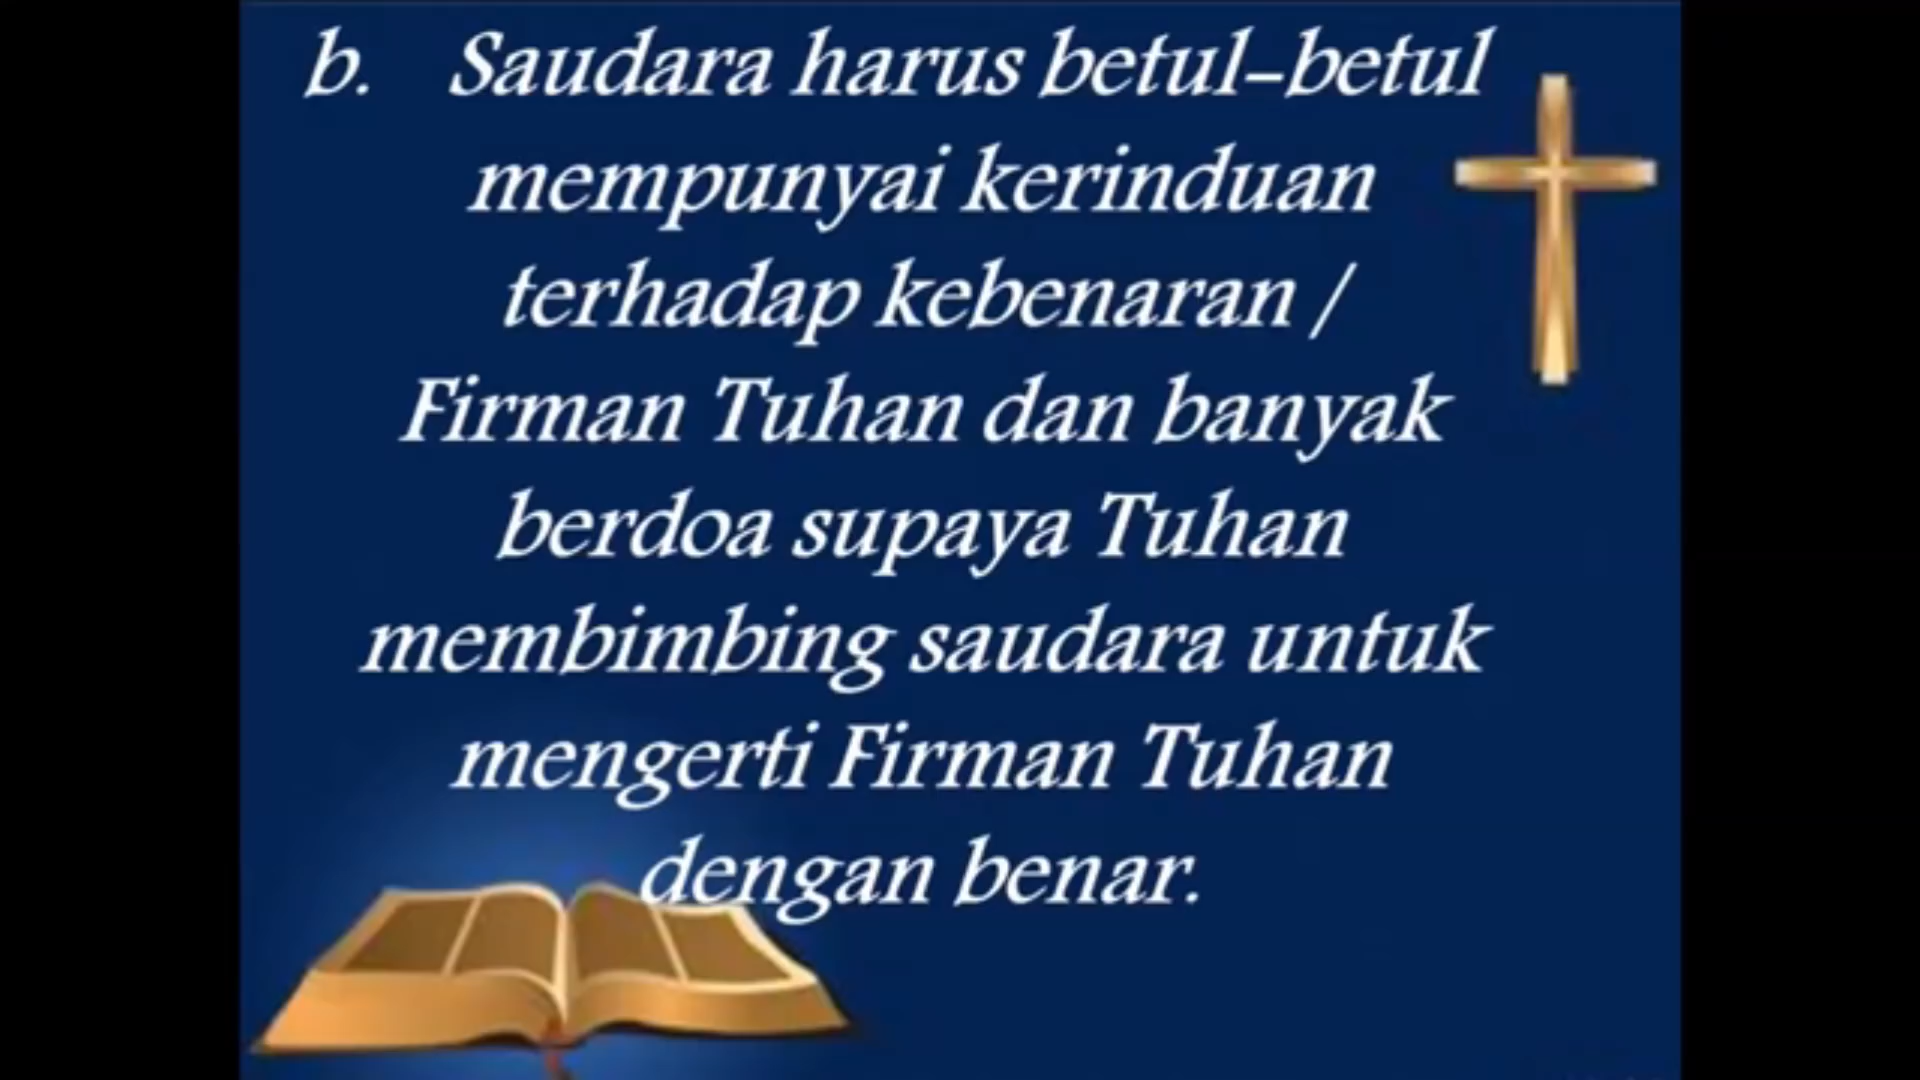 b. Saudara harus betul-betul
mempunyai kerinduan
terhadap kebenaran /
Firman Tuhan dan banyak
berdoa supaya Tuhan
membimbing saudara untuk
mengerti Firman Tuhan
dengan benar.